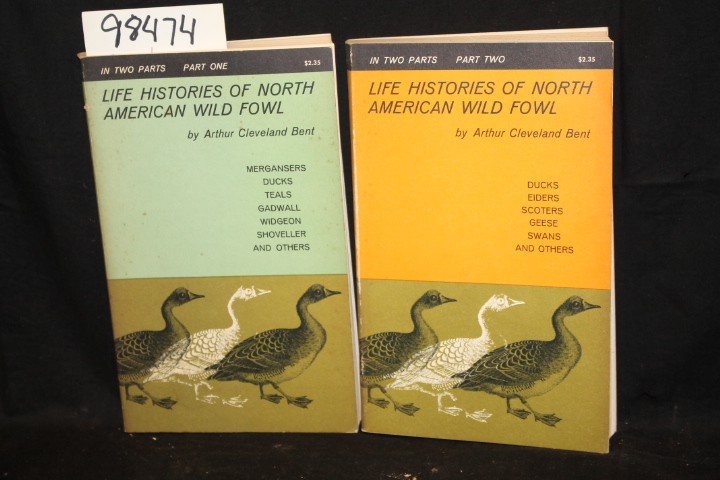 98474
IN TWO PARTS PART ONE $2.35
LIFE HISTORIES OF NORTH
AMERICAN WILD FOWL
by Arthur Cleveland Bent
MERGANSERS
DUCKS
TEALS
GADWALL
WIDGEON
SHOVELLER
AND OTHERS
IN TWO PARTS PART TWO $2.35
LIFE HISTORIES OF NORTH
AMERICAN WILD FOWL
by Arthur Cleveland Bent
DUCKS
EIDERS
SCOTERS
GEESE
SWANS
AND OTHERS